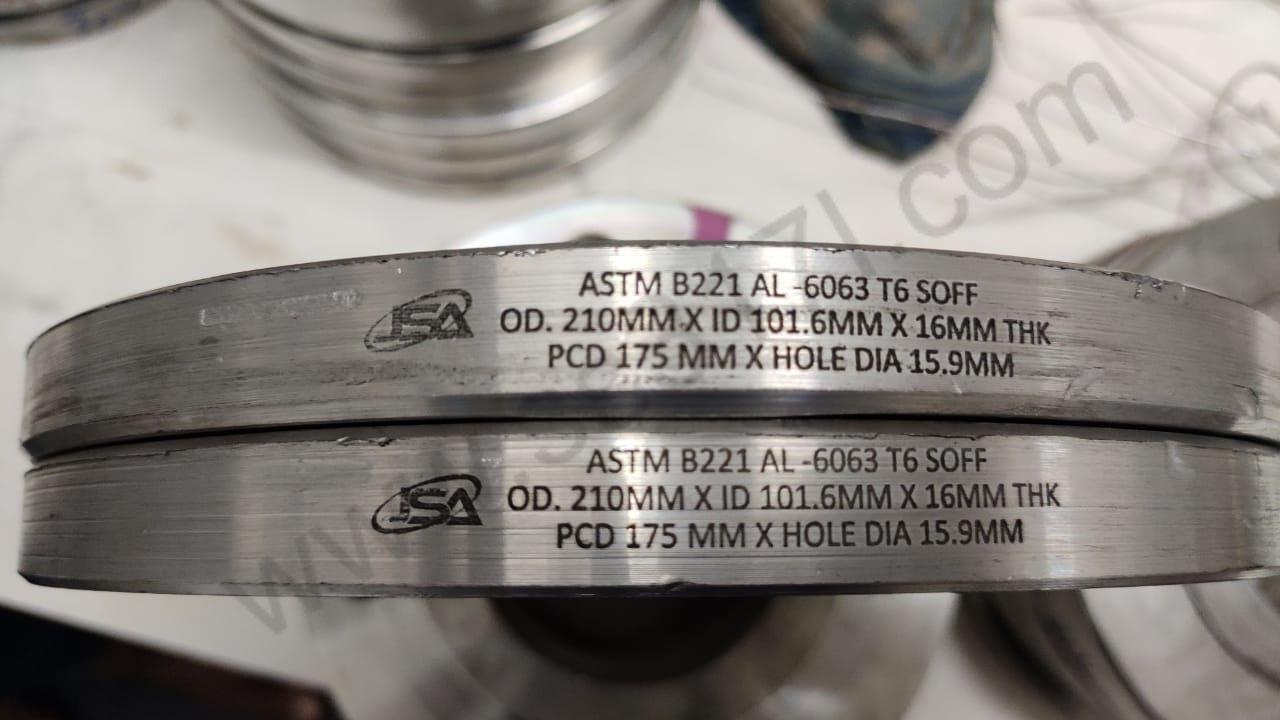 JSA
ASTM B221 AL -6063 T6 SOFF
OD. 210MM X ID 101.6MM X 16MM THK
PCD 175 MM X HOLE DIA 15.9MM
JSA
ASTM B221 AL -6063 T6 SOFF
OD. 210MM X ID 101.6MM X 16MM THK
PCD 175 MM X HOLE DIA 15.9MM